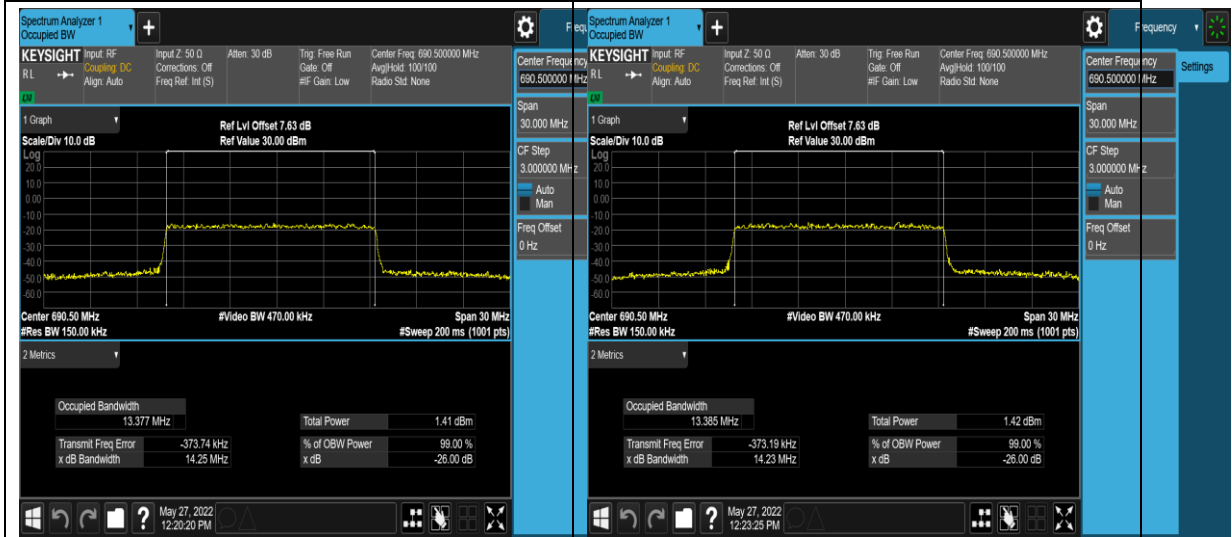 Spectrum Analyzer 1
Occupied BW
+
KEYSIGHT
RL
LNI
Input: RF
Coupling: DC
Align: Auto
Input Z: 50 Ω
Corrections: Off
Freq Ref: Int (S)
Atten: 30 dB
Trig: Free Run
Gate: Off
#IF Gain: Low
Center Freq: 690.500000 MHz
Avg|Hold: 100/100
Radio Std: None
1 Graph
Scale/Div 10.0 dB
Ref Lvl Offset 7.63 dB
Ref Value 30.00 dBm
Log
20.0
10.0
0.00
-10.0
-20.0
-30.0
-40.0
-50.0
-60.0
Center 690.50 MHz
#Res BW 150.00 kHz
#Video BW 470.00 kHz
Span 30 MHz
#Sweep 200 ms (1001 pts)
2 Metrics
Occupied Bandwidth
13.377 MHz
Transmit Freq Error -373.74 kHz
x dB Bandwidth 14.25 MHz
Total Power 1.41 dBm
% of OBW Power 99.00 %
x dB -26.00 dB
?
May 27, 2022
12:20:20 PM
Frequ
Center Frequency
690.500000 MHz
Span
30.000 MHz
CF Step
3.000000 MHz
Auto
Man
Freq Offset
0 Hz
Spectrum Analyzer 1
Occupied BW
+
KEYSIGHT
RL
Input: RF
Coupling: DC
Align: Auto
Input Z: 50 Ω
Corrections: Off
Freq Ref: Int (S)
Atten: 30 dB
Trig: Free Run
Gate: Off
#IF Gain: Low
Center Freq: 690.500000 MHz
Avg|Hold: 100/100
Radio Std: None
1 Graph
Scale/Div 10.0 dB
Ref Lvl Offset 7.63 dB
Ref Value 30.00 dBm
Log
20.0
10.0
0.00
-10.0
-20.0
-30.0
-40.0
-50.0
-60.0
Center 690.50 MHz
#Res BW 150.00 kHz
#Video BW 470.00 kHz
Span 30 MHz
#Sweep 200 ms (1001 pts)
2 Metrics
Occupied Bandwidth
13.385 MHz
Transmit Freq Error -373.19 kHz
x dB Bandwidth 14.23 MHz
Total Power 1.42 dBm
% of OBW Power 99.00 %
x dB -26.00 dB
?
May 27, 2022
12:23:25 PM
Frequency
Settings
Center Frequency
690.500000 MHz
Span
30.000 MHz
CF Step
3.000000 MHz
Auto
Man
Freq Offset
0 Hz